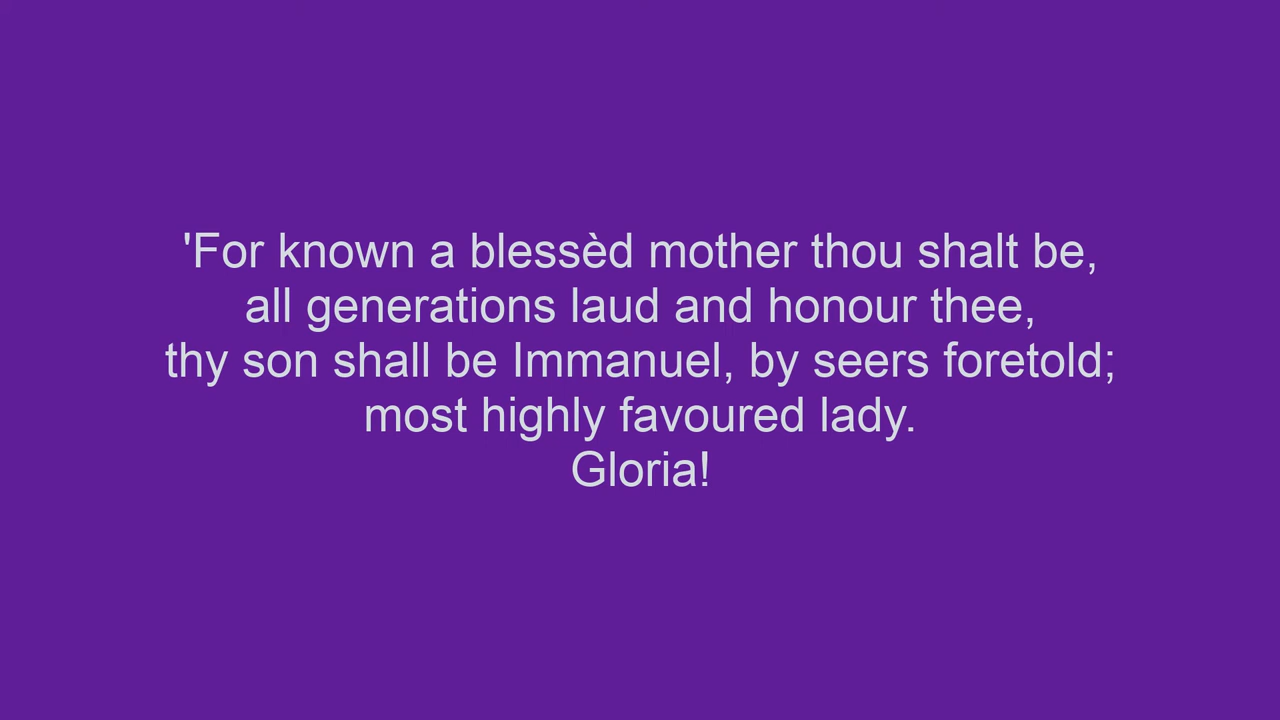 'For known a blessèd mother thou shalt be,
all generations laud and honour thee,
thy son shall be Immanuel, by seers foretold;
most highly favoured lady.
Gloria!